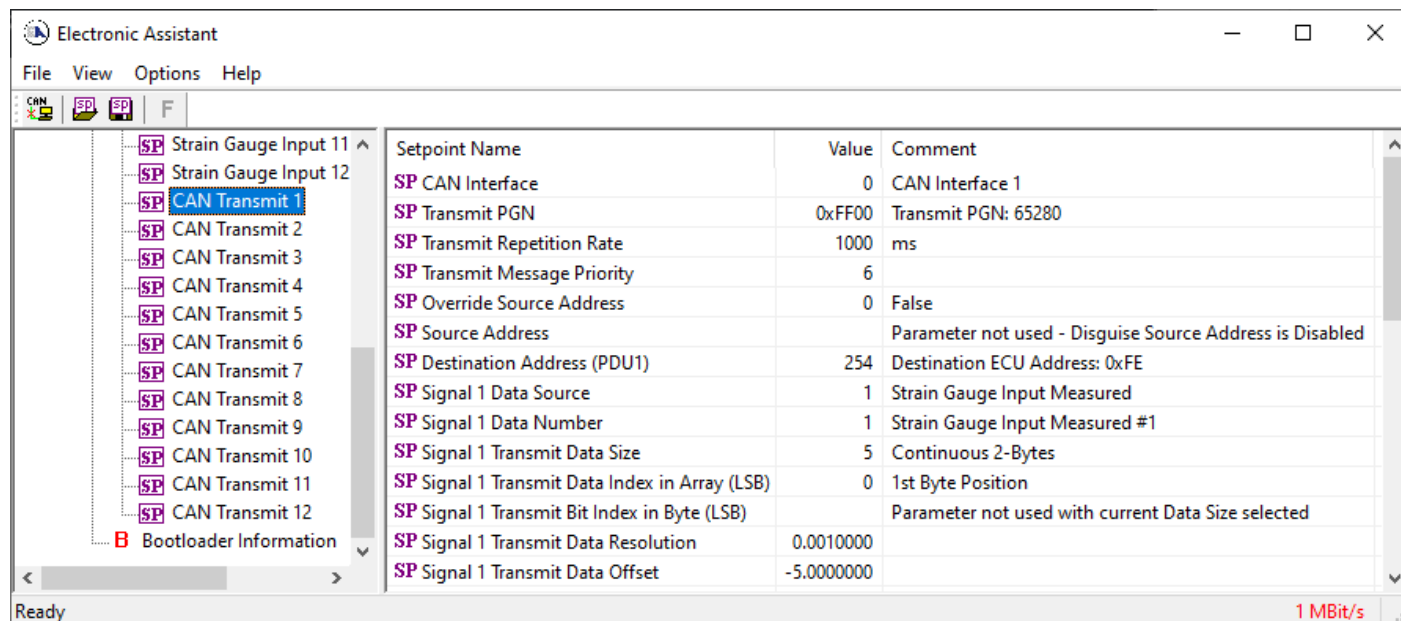 Electronic Assistant
File View Options Help
CAN SP SP F
SP Strain Gauge Input 11
SP Strain Gauge Input 12
SP CAN Transmit 1
SP CAN Transmit 2
SP CAN Transmit 3
SP CAN Transmit 4
SP CAN Transmit 5
SP CAN Transmit 6
SP CAN Transmit 7
SP CAN Transmit 8
SP CAN Transmit 9
SP CAN Transmit 10
SP CAN Transmit 11
SP CAN Transmit 12
B Bootloader Information
Setpoint Name Value Comment
SP CAN Interface 0 CAN Interface 1
SP Transmit PGN 0xFF00 Transmit PGN: 65280
SP Transmit Repetition Rate 1000 ms
SP Transmit Message Priority 6
SP Override Source Address 0 False
SP Source Address Parameter not used - Disguise Source Address is Disabled
SP Destination Address (PDU1) 254 Destination ECU Address: 0xFE
SP Signal 1 Data Source 1 Strain Gauge Input Measured
SP Signal 1 Data Number 1 Strain Gauge Input Measured #1
SP Signal 1 Transmit Data Size 5 Continuous 2-Bytes
SP Signal 1 Transmit Data Index in Array (LSB) 0 1st Byte Position
SP Signal 1 Transmit Bit Index in Byte (LSB) Parameter not used with current Data Size selected
SP Signal 1 Transmit Data Resolution 0.0010000
SP Signal 1 Transmit Data Offset -5.0000000
Ready 1 MBit/s